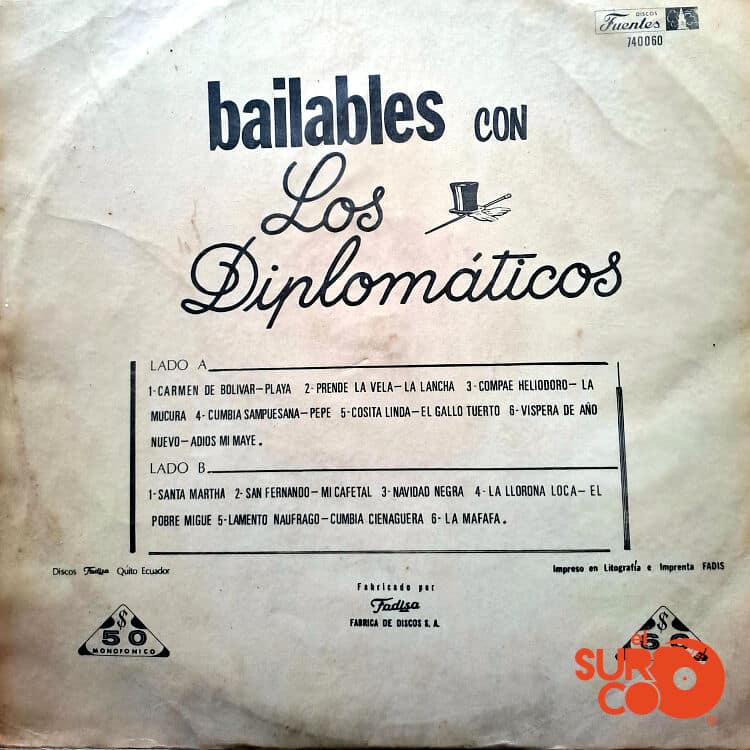 DISCOS
Fuentes
740060
bailables CON
Los
Diplomáticos
LADO A
1-CARMEN DE BOLIVAR-PLAYA 2-PRENDE LA VELA-LA LANCHA 3-COMPAE HELIODORO-LA
MUCURA 4-CUMBIA SAMPUESANA-PEPE 5-COSITA LINDA-EL GALLO TUERTO 6-VISPERA DE AÑO
NUEVO-ADIOS MI MAYE.
LADO B
1-SANTA MARTHA 2-SAN FERNANDO-MI CAFETAL 3-NAVIDAD NEGRA 4-LA LLORONA LOCA-EL
POBRE MIGUE 5-LAMENTO NAUFRAGO-CUMBIA CIENAGUERA 6-LA MAFAFA.
Discos Fadisa Quito Ecuador
Impreso en Litografía e Imprenta FADIS
Fabricado por
Fadisa
FABRICA DE DISCOS S. A.
$
50
MONOFONICO
$
50
el
SURCO